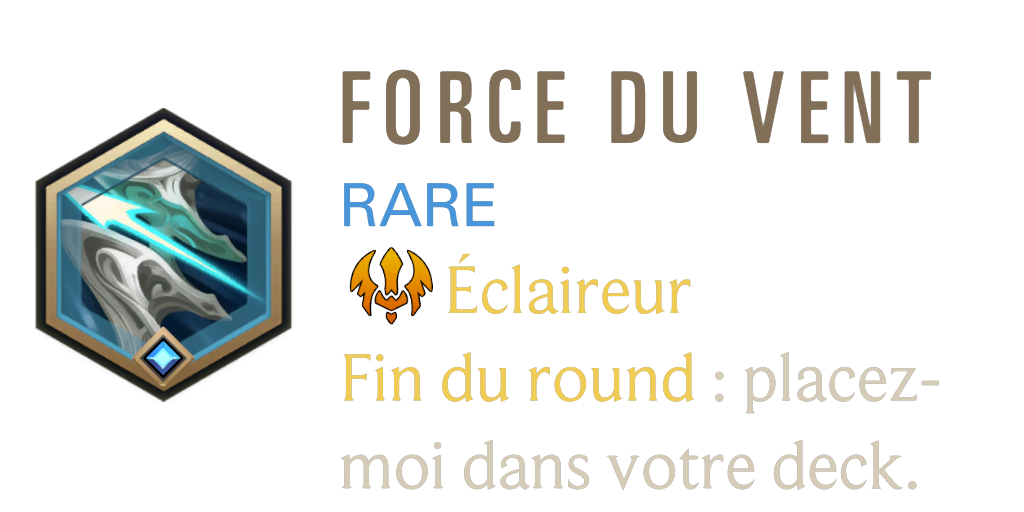 FORCE DU VENT
RARE
Éclaireur
Fin du round : placez-
moi dans votre deck.